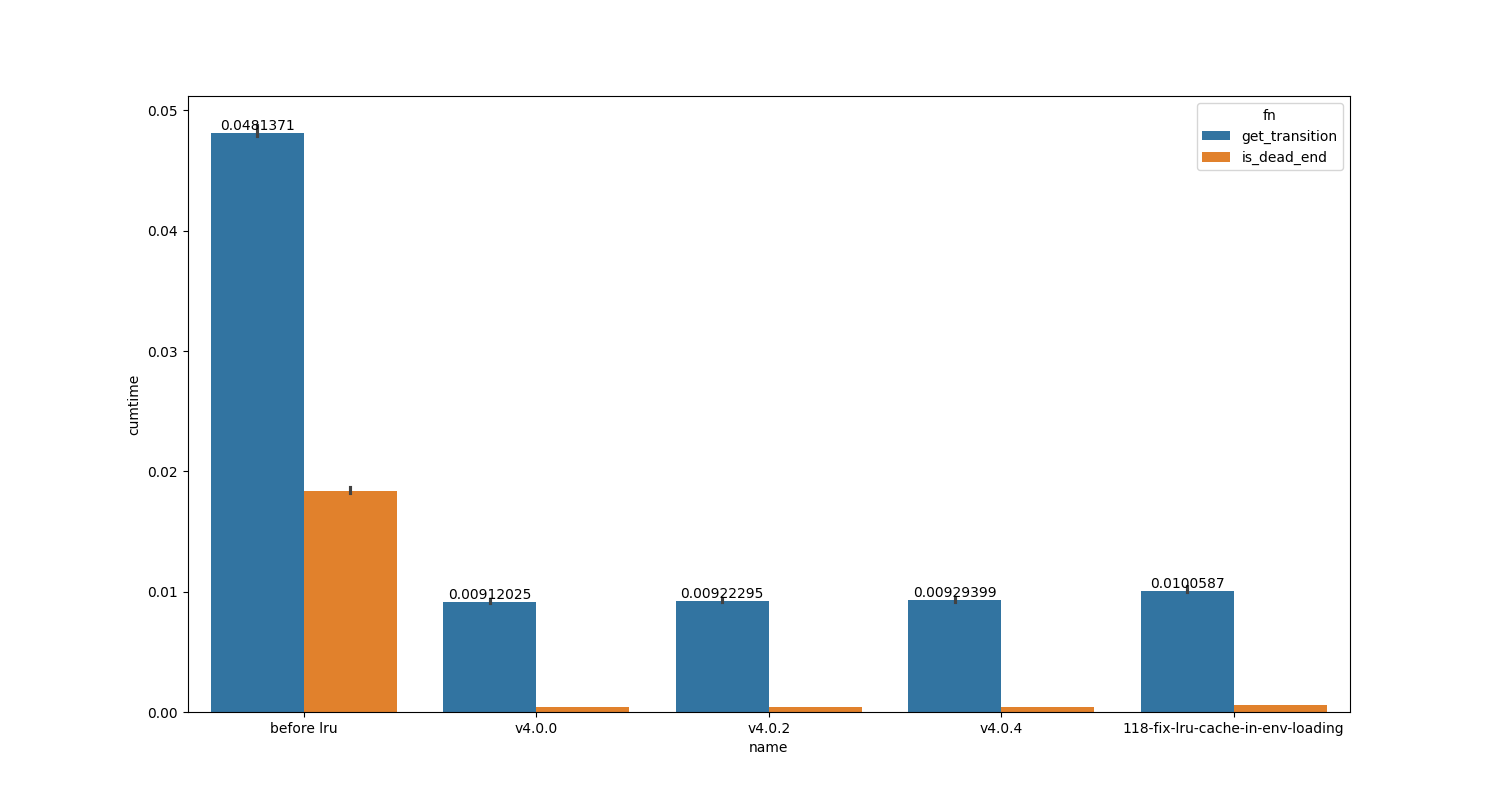 0.05
0.04
0.03
0.02
0.01
0.00
cumtime
0.0481371
0.00912025
0.00922295
0.00929399
0.0100587
fn
get_transition
is_dead_end
before lru
v4.0.0
v4.0.2
v4.0.4
118-fix-lru-cache-in-env-loading
name